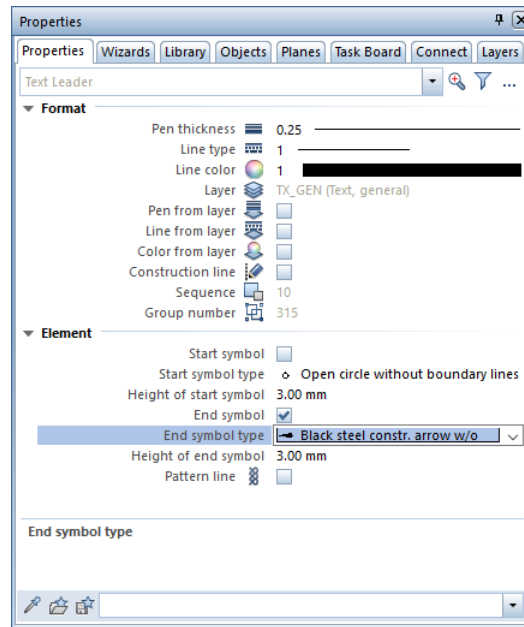 Properties
Properties Wizards Library Objects Planes Task Board Connect Layers
Text Leader ...
Format
Pen thickness 0.25
Line type 1
Line color 1
Layer TX_GEN (Text, general)
Pen from layer
Line from layer
Color from layer
Construction line
Sequence 10
Group number 315
Element
Start symbol
Start symbol type Open circle without boundary lines
Height of start symbol 3.00 mm
End symbol
End symbol type Black steel constr. arrow w/o
Height of end symbol 3.00 mm
Pattern line
End symbol type